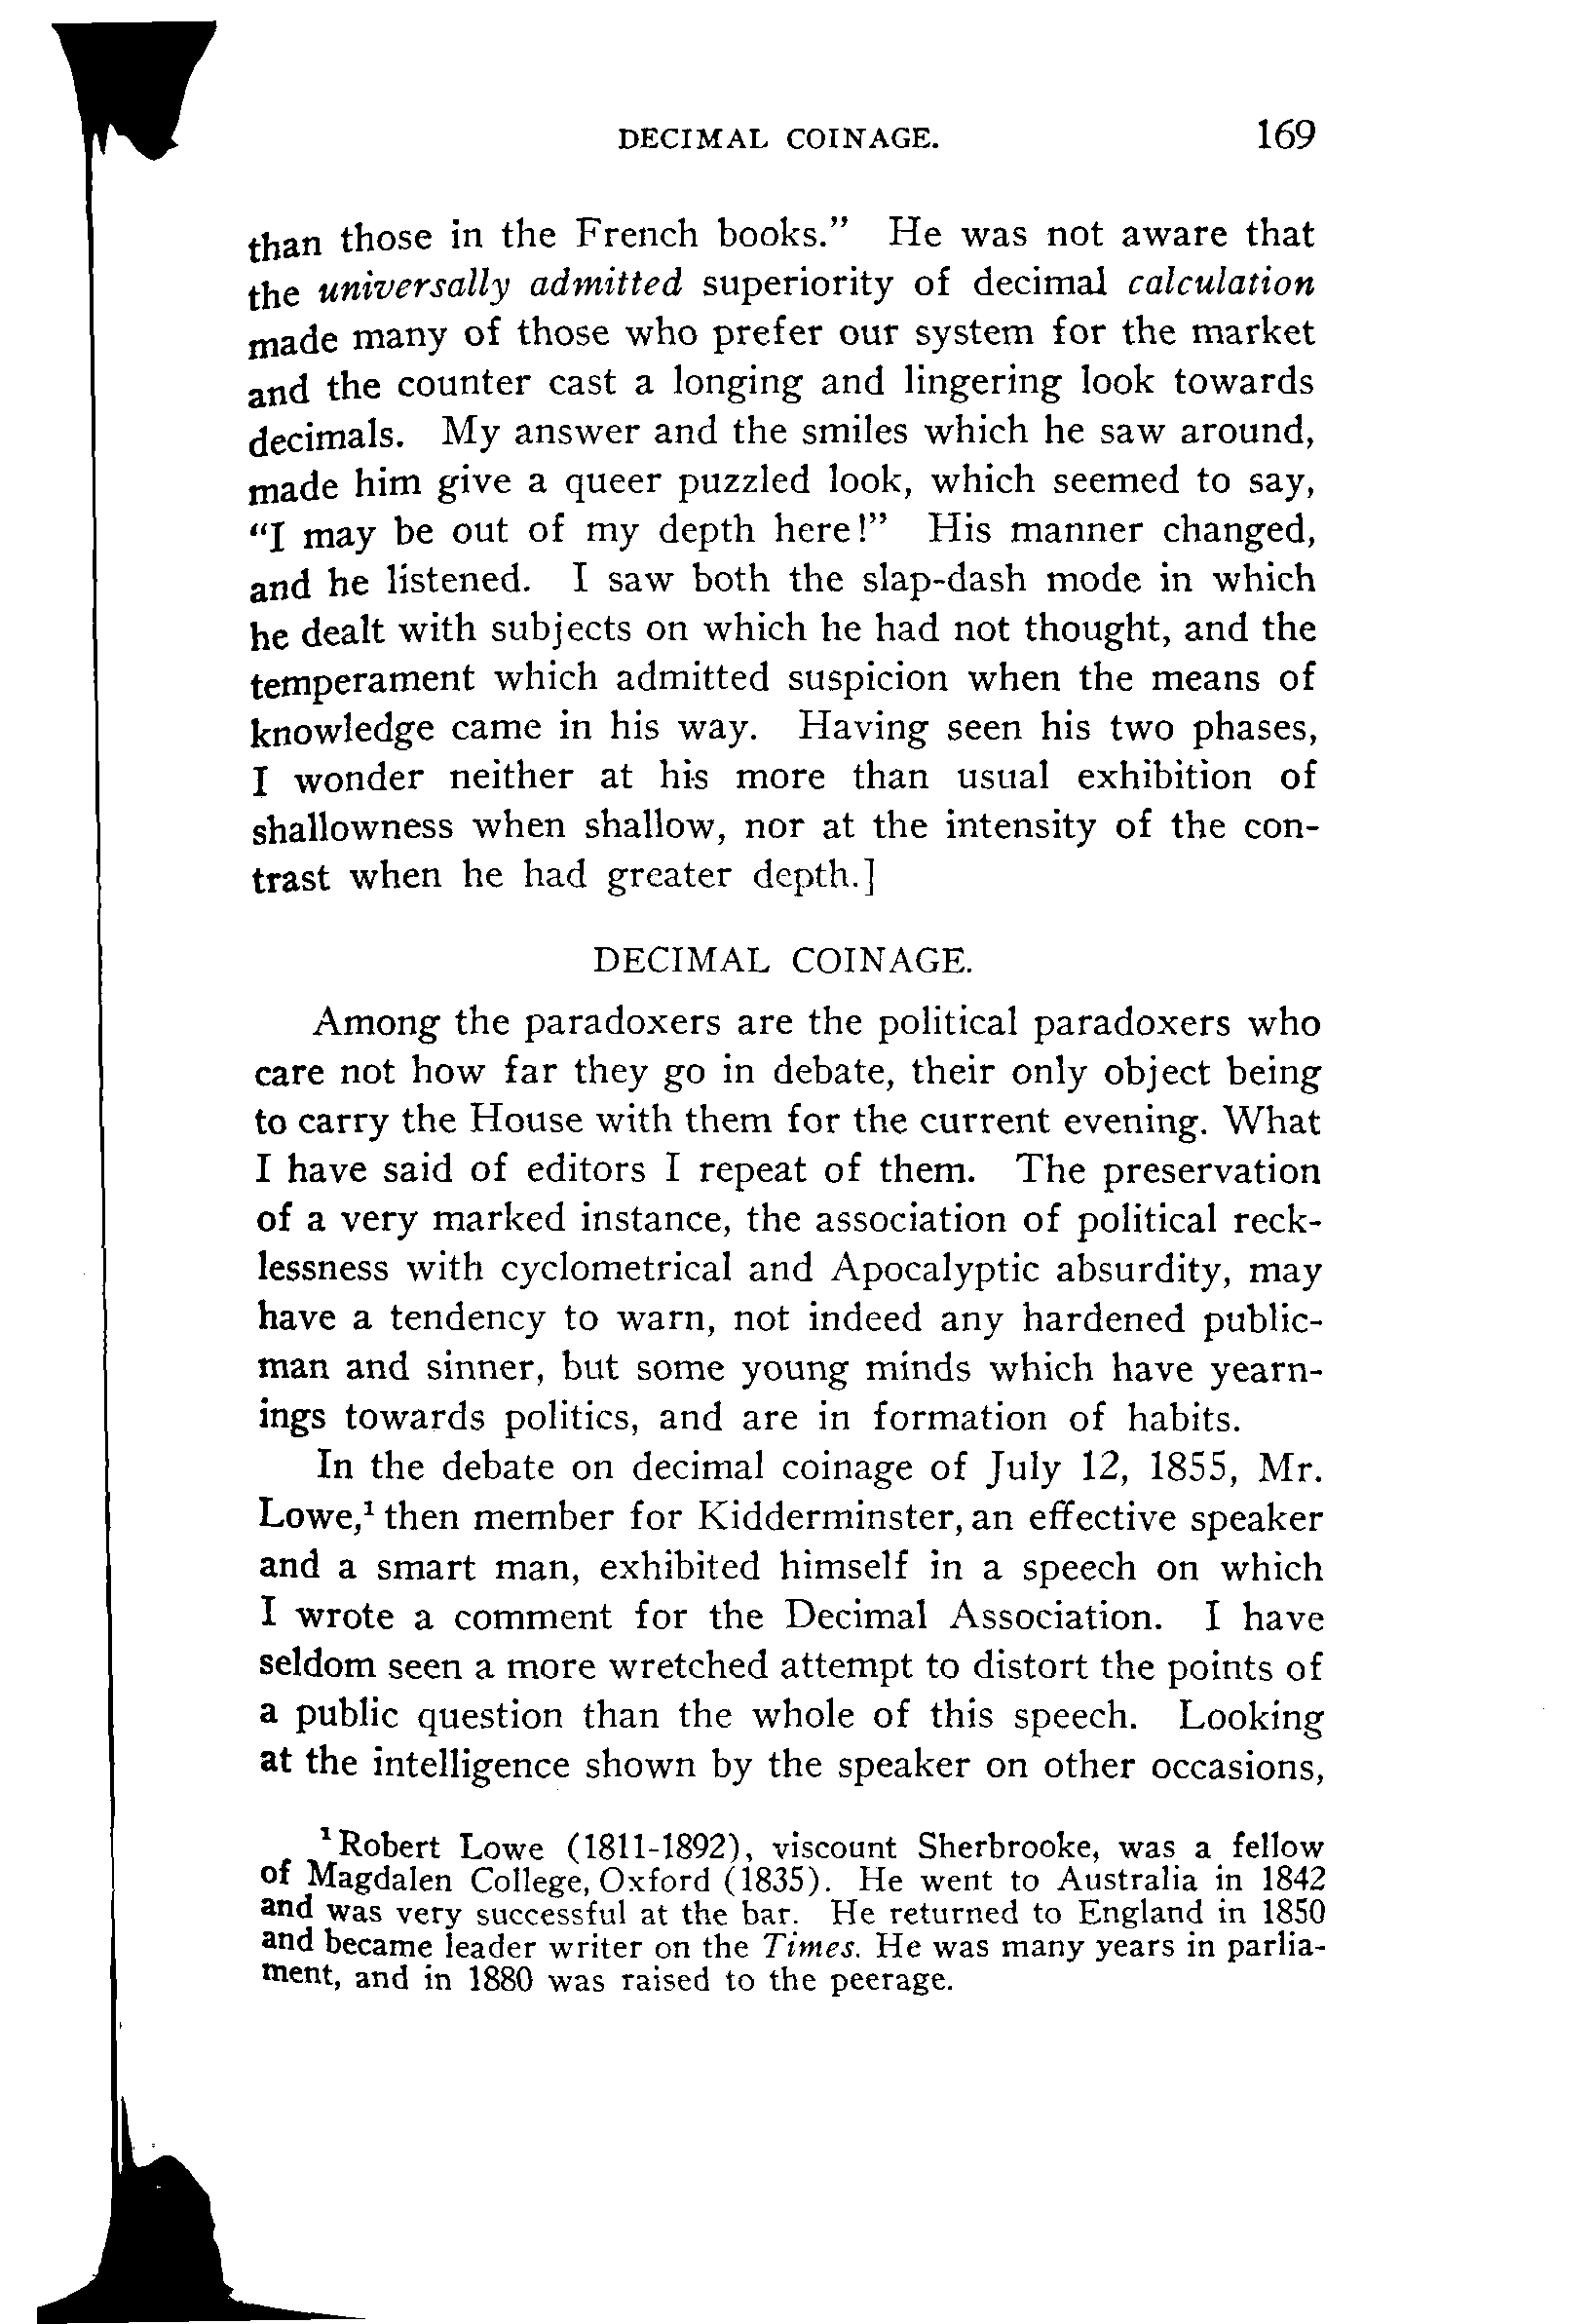 DECIMAL COINAGE. 169
than those in the French books.” He was not aware that
the universally admitted superiority of decimal calculation
made many of those who prefer our system for the market
and the counter cast a longing and lingering look towards
decimals. My answer and the smiles which he saw around,
made him give a queer puzzled look, which seemed to say,
“I may be out of my depth here!” His manner changed,
and he listened. I saw both the slap-dash mode in which
he dealt with subjects on which he had not thought, and the
temperament which admitted suspicion when the means of
knowledge came in his way. Having seen his two phases,
I wonder neither at his more than usual exhibition of
shallowness when shallow, nor at the intensity of the con-
trast when he had greater depth.]
DECIMAL COINAGE.
Among the paradoxers are the political paradoxers who
care not how far they go in debate, their only object being
to carry the House with them for the current evening. What
I have said of editors I repeat of them. The preservation
of a very marked instance, the association of political reck-
lessness with cyclometrical and Apocalyptic absurdity, may
have a tendency to warn, not indeed any hardened public-
man and sinner, but some young minds which have yearn-
ings towards politics, and are in formation of habits.
In the debate on decimal coinage of July 12, 1855, Mr.
Lowe,¹ then member for Kidderminster, an effective speaker
and a smart man, exhibited himself in a speech on which
I wrote a comment for the Decimal Association. I have
seldom seen a more wretched attempt to distort the points of
a public question than the whole of this speech. Looking
at the intelligence shown by the speaker on other occasions,
¹ Robert Lowe (1811-1892), viscount Sherbrooke, was a fellow
of Magdalen College, Oxford (1835). He went to Australia in 1842
and was very successful at the bar. He returned to England in 1850
and became leader writer on the Times. He was many years in parlia-
ment, and in 1880 was raised to the peerage.